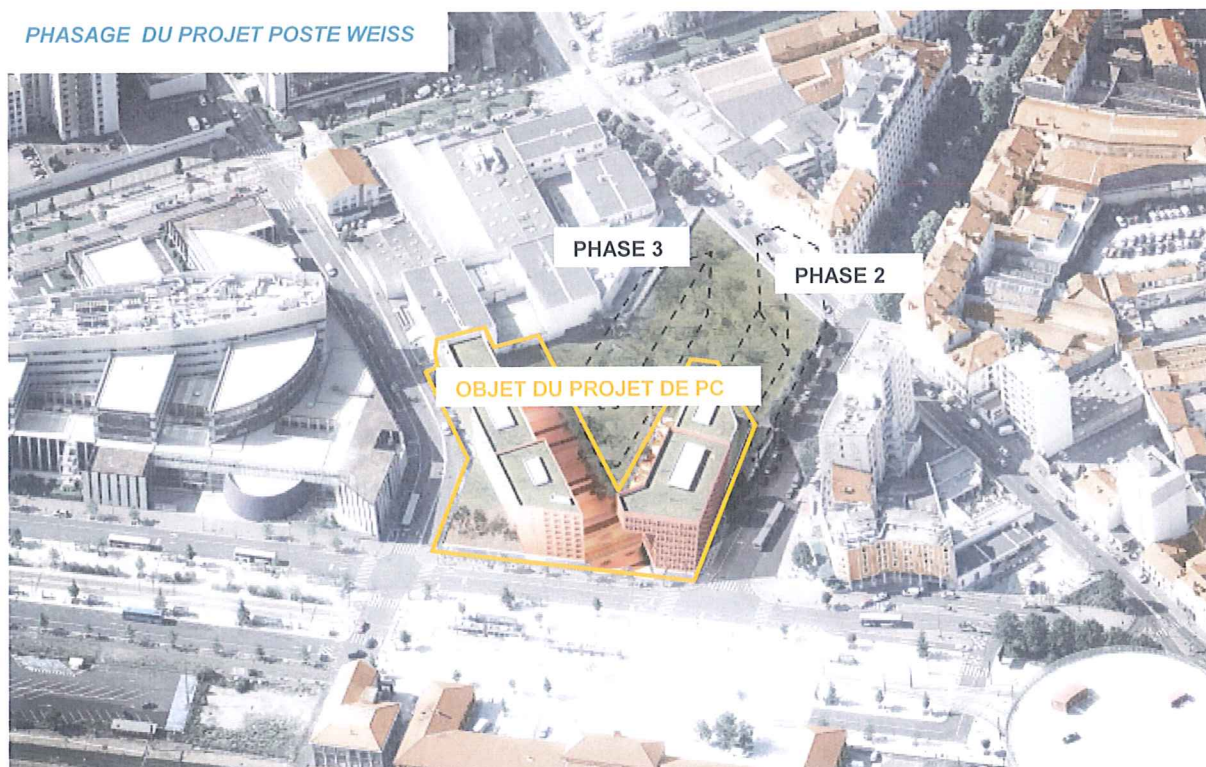 PHASAGE DU PROJET POSTE WEISS
PHASE 3
PHASE 2
OBJET DU PROJET DE PC